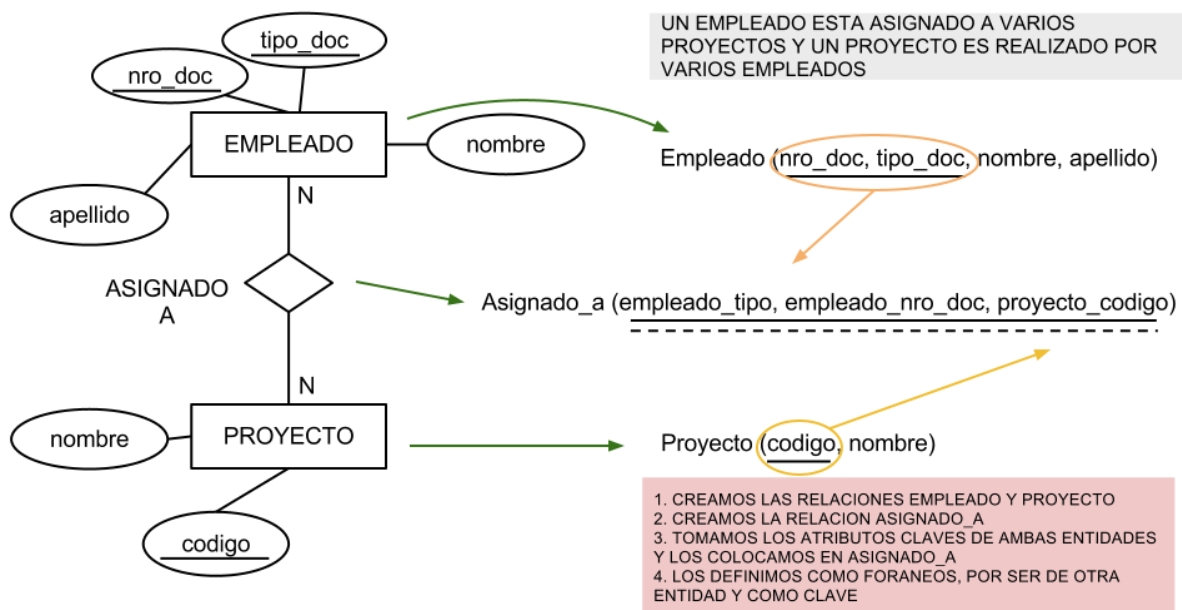 tipo_doc
nro_doc
EMPLEADO
nombre
apellido
N
ASIGNADO
A
N
nombre
PROYECTO
codigo
UN EMPLEADO ESTA ASIGNADO A VARIOS
PROYECTOS Y UN PROYECTO ES REALIZADO POR
VARIOS EMPLEADOS
Empleado (nro_doc, tipo_doc, nombre, apellido)
Asignado_a (empleado_tipo, empleado_nro_doc, proyecto_codigo)
Proyecto (codigo, nombre)
1. CREAMOS LAS RELACIONES EMPLEADO Y PROYECTO
2. CREAMOS LA RELACION ASIGNADO_A
3. TOMAMOS LOS ATRIBUTOS CLAVES DE AMBAS ENTIDADES
Y LOS COLOCAMOS EN ASIGNADO_A
4. LOS DEFINIMOS COMO FORANEOS, POR SER DE OTRA
ENTIDAD Y COMO CLAVE